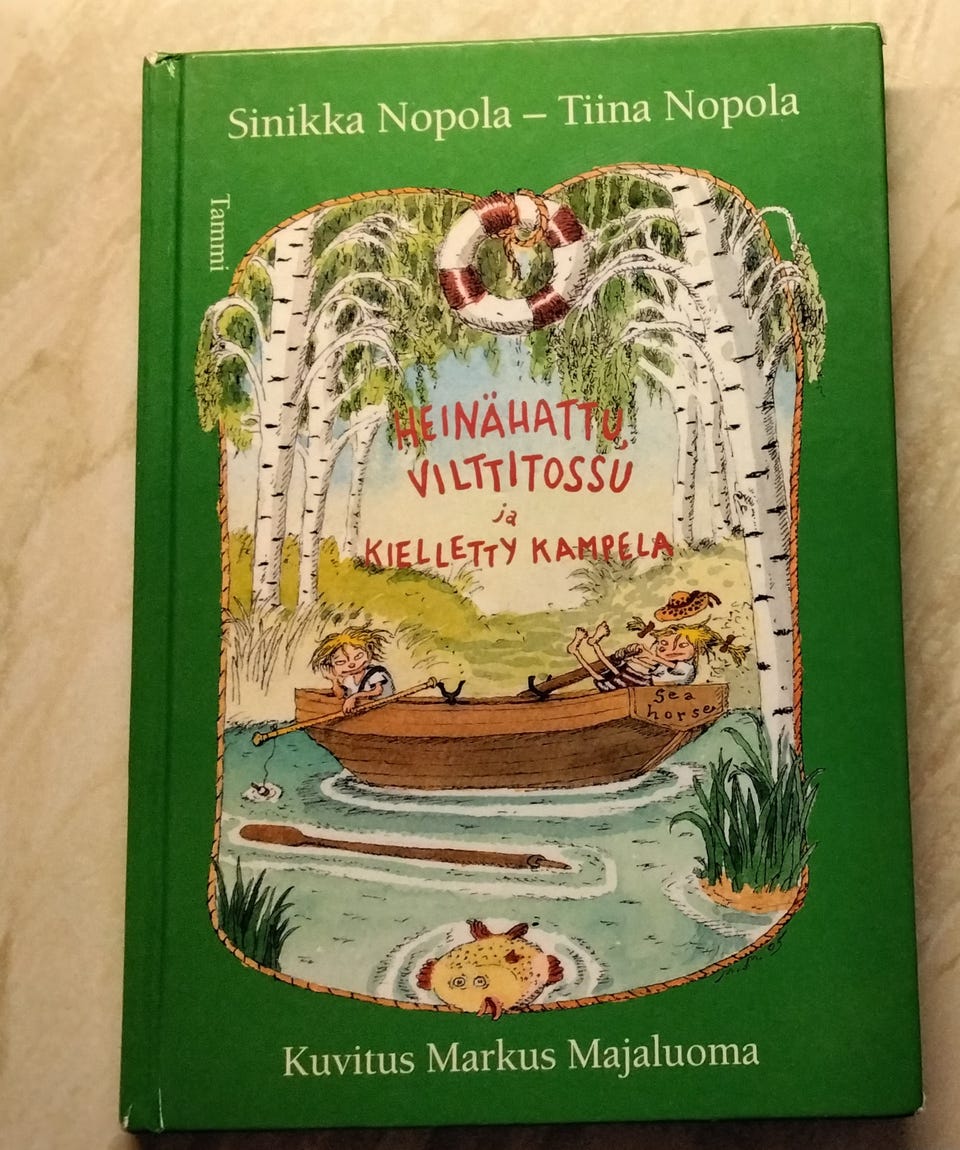 Sinikka Nopola – Tiina Nopola
Tammi
HEINÄHATTU,
VILTTITOSSU
ja
KIELLETTY KAMPELA
Sea
horse
Kuvitus Markus Majaluoma